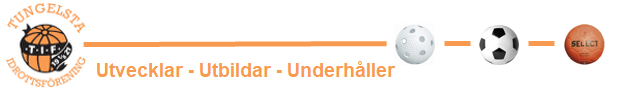 TUNGELSTA
T.I.F.
IDROTTSFÖRENING
Utvecklar - Utbildar - Underhåller
SELECT